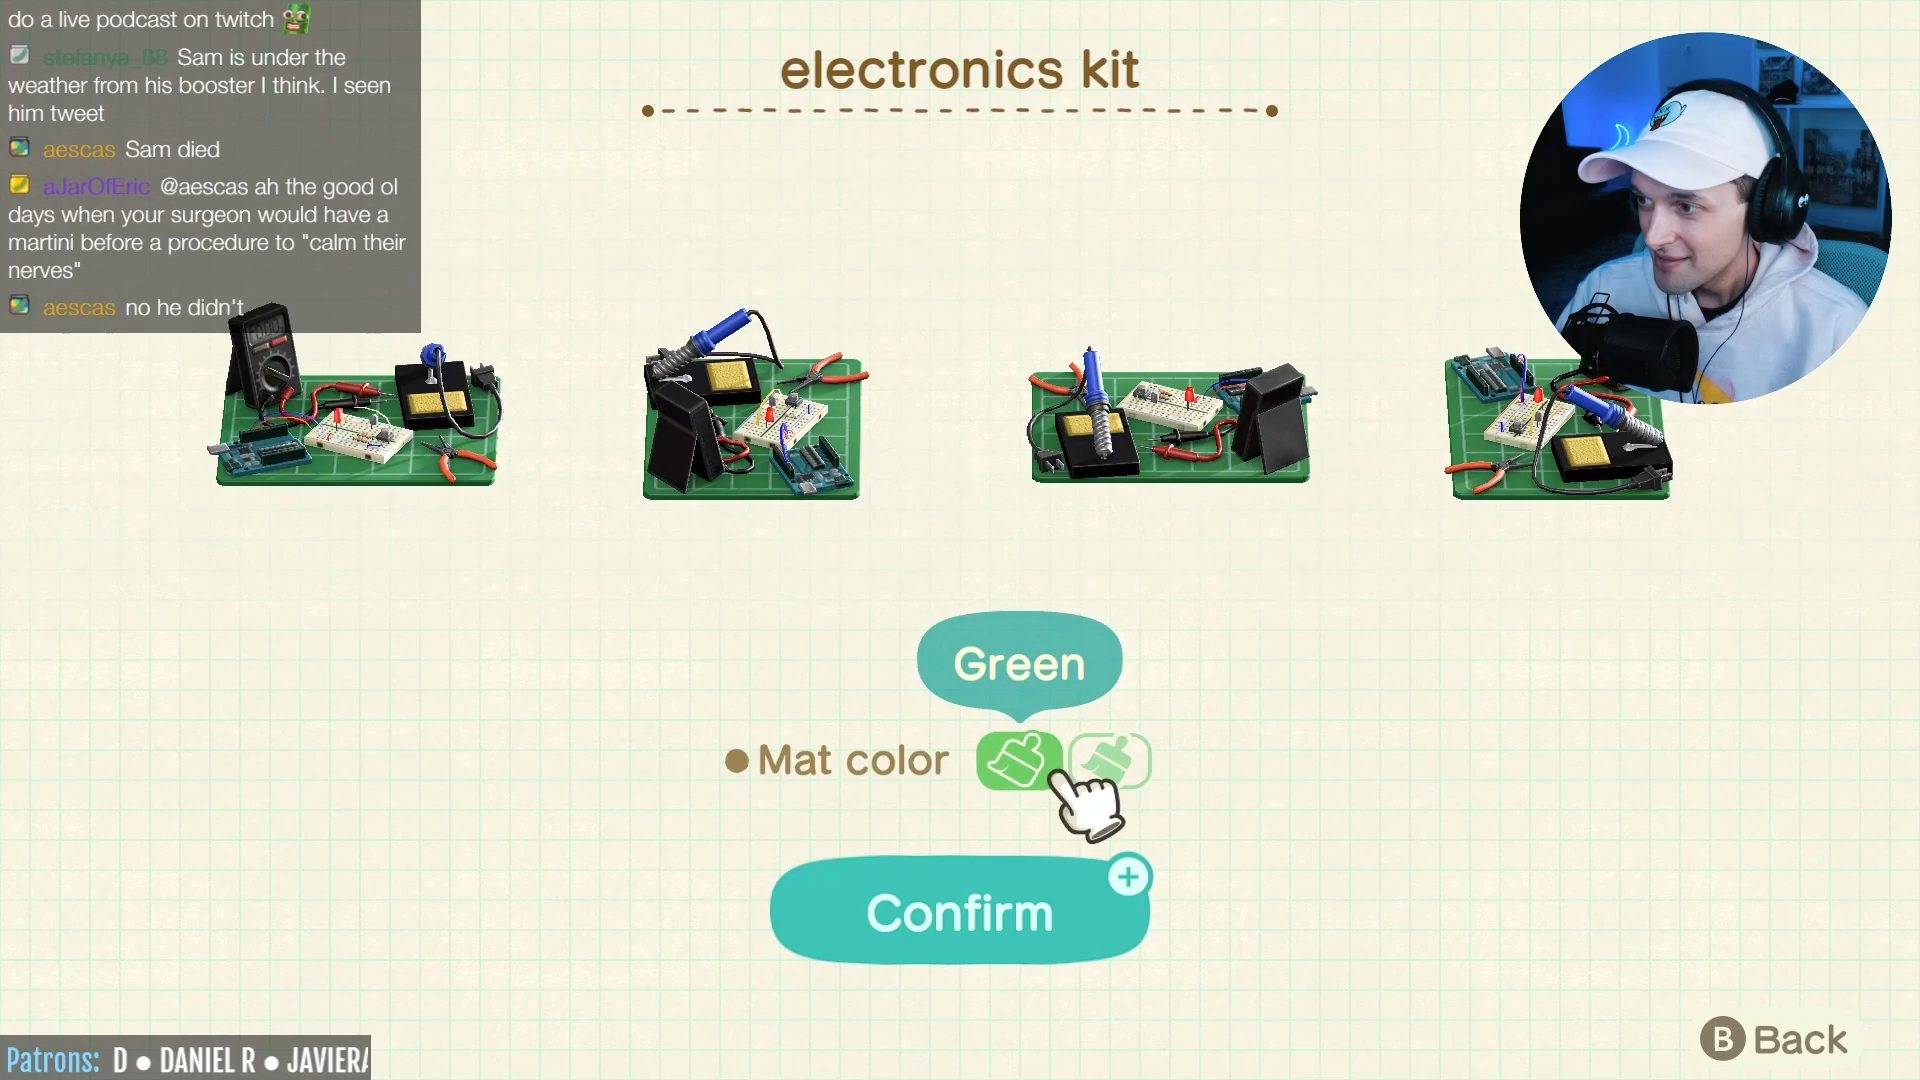 do a live podcast on twitch
stefanya_88 Sam is under the
weather from his booster I think. I seen
him tweet
aescas Sam died
aJarOfEric @aescas ah the good ol
days when your surgeon would have a
martini before a procedure to "calm their
nerves"
aescas no he didn't
electronics kit
Green
Mat color
Confirm
B Back
Patrons: D ● DANIEL R ● JAVIERA